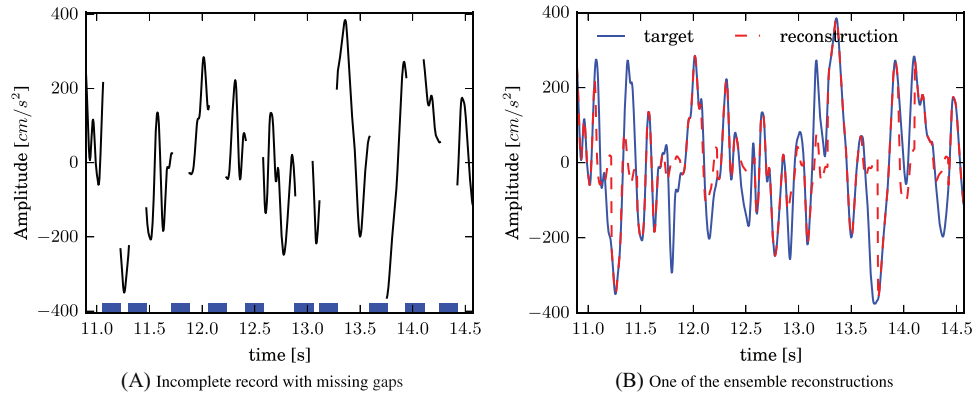 400
200
0
−200
−400
Amplitude [cm/s²]
11.0 11.5 12.0 12.5 13.0 13.5 14.0 14.5
time [s]
(A) Incomplete record with missing gaps
target reconstruction
400
200
0
−200
−400
Amplitude [cm/s²]
11.0 11.5 12.0 12.5 13.0 13.5 14.0 14.5
time [s]
(B) One of the ensemble reconstructions